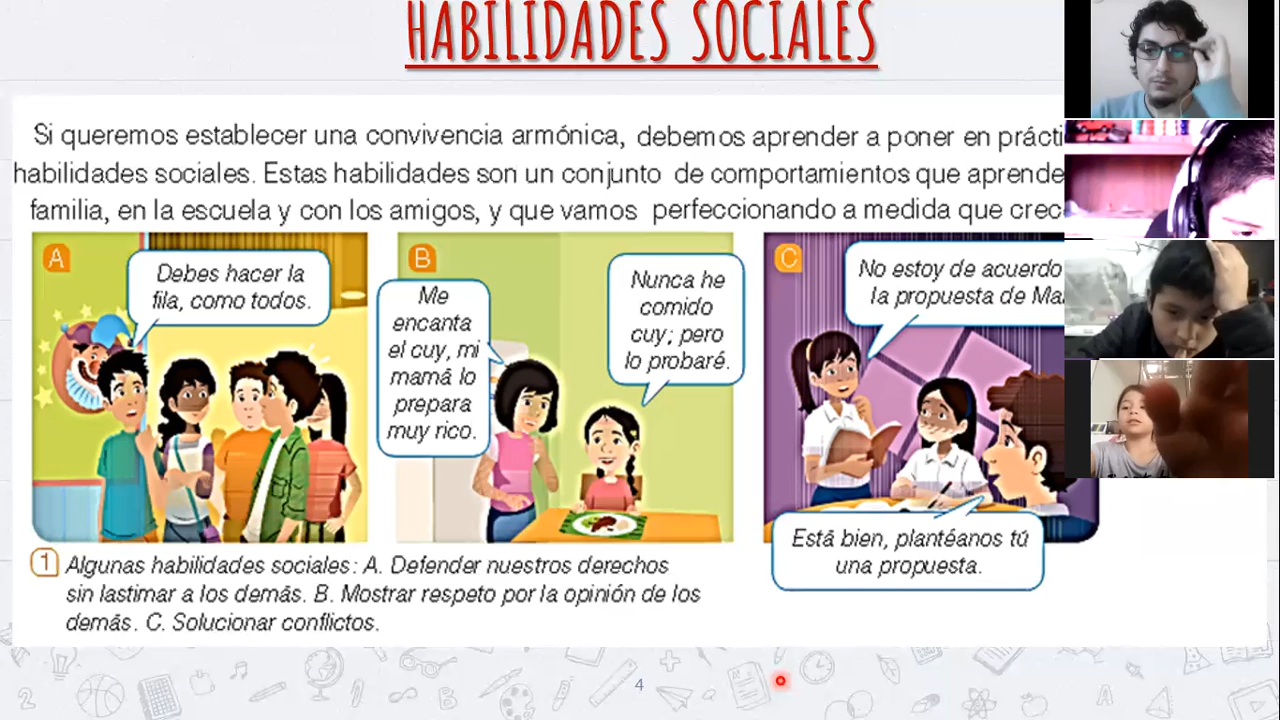 HABILIDADES SOCIALES
Si queremos establecer una convivencia armónica, debemos aprender a poner en prácti
habilidades sociales. Estas habilidades son un conjunto de comportamientos que aprende
familia, en la escuela y con los amigos, y que vamos perfeccionando a medida que crec
A
Debes hacer la
fila, como todos.
B
Me
encanta
el cuy, mi
mamá lo
prepara
muy rico.
Nunca he
comido
cuy; pero
lo probaré.
C
No estoy de acuerdo
la propuesta de Ma
Está bien, plantéanos tú
una propuesta.
1 Algunas habilidades sociales: A. Defender nuestros derechos
sin lastimar a los demás. B. Mostrar respeto por la opinión de los
demás. C. Solucionar conflictos.
4